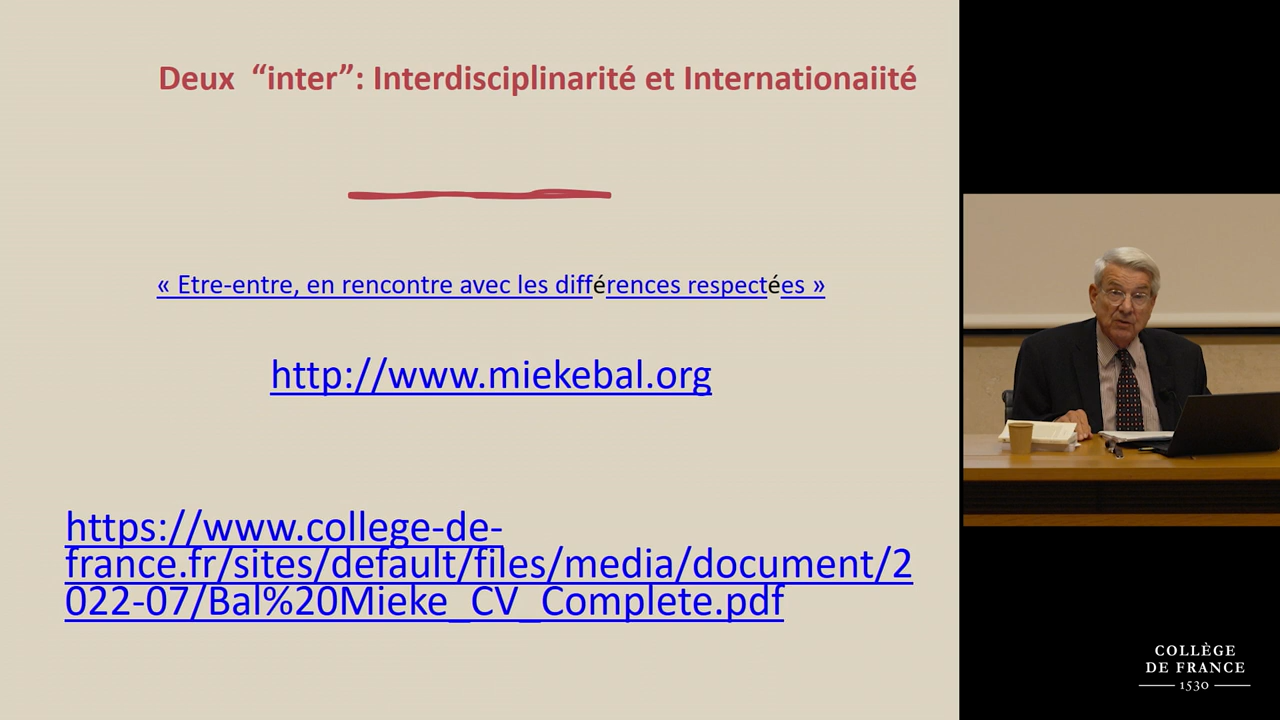 Deux “inter”: Interdisciplinarité et Internationaiité
« Etre-entre, en rencontre avec les différences respectées »
http://www.miekebal.org
https://www.college-de-
france.fr/sites/default/files/media/document/2
022-07/Bal%20Mieke_CV_Complete.pdf
COLLÈGE
DE FRANCE
1530